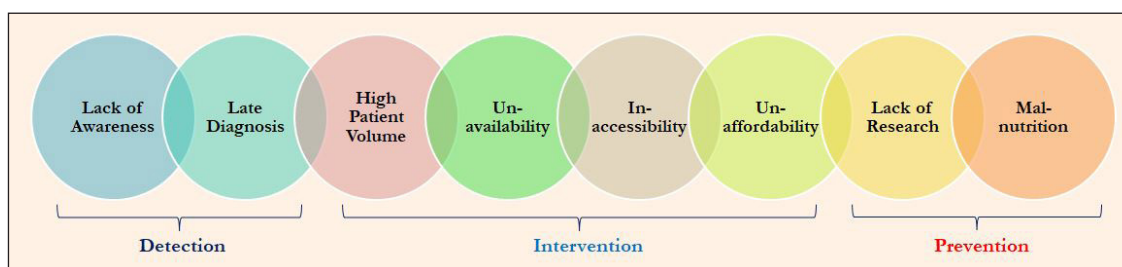 Lack of
Awareness
Late
Diagnosis
High
Patient
Volume
Un-
availability
In-
accessibility
Un-
affordability
Lack of
Research
Mal-
nutrition
Detection
Intervention
Prevention